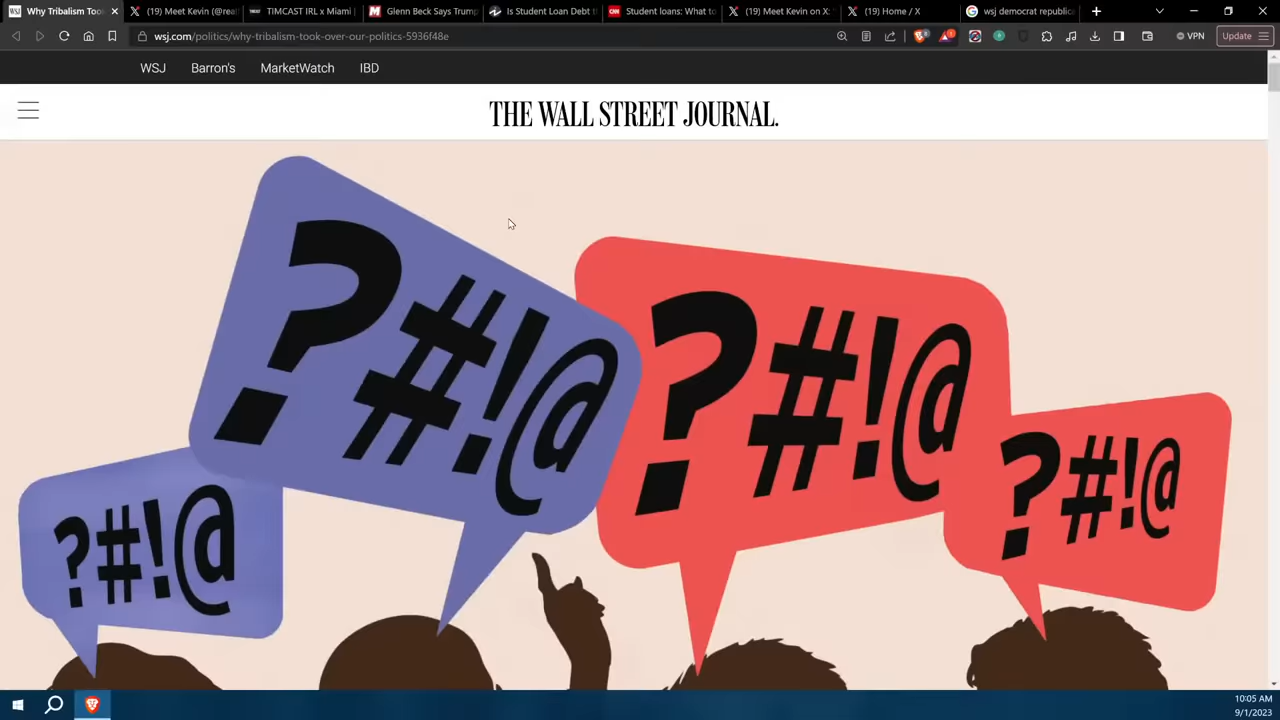 Why Tribalism Took
(19) Meet Kevin (@real
TIMCAST IRL x Miami
Glenn Beck Says Trump
Is Student Loan Debt
Student loans: What to
(19) Meet Kevin on X:
(19) Home / X
wsj democrat republic
wsj.com/politics/why-tribalism-took-over-our-politics-5936f48e
VPN
Update
WSJ Barron's MarketWatch IBD
THE WALL STREET JOURNAL.
?#!@
?#!@
?#!@
?#!@
10:05 AM
9/1/2023